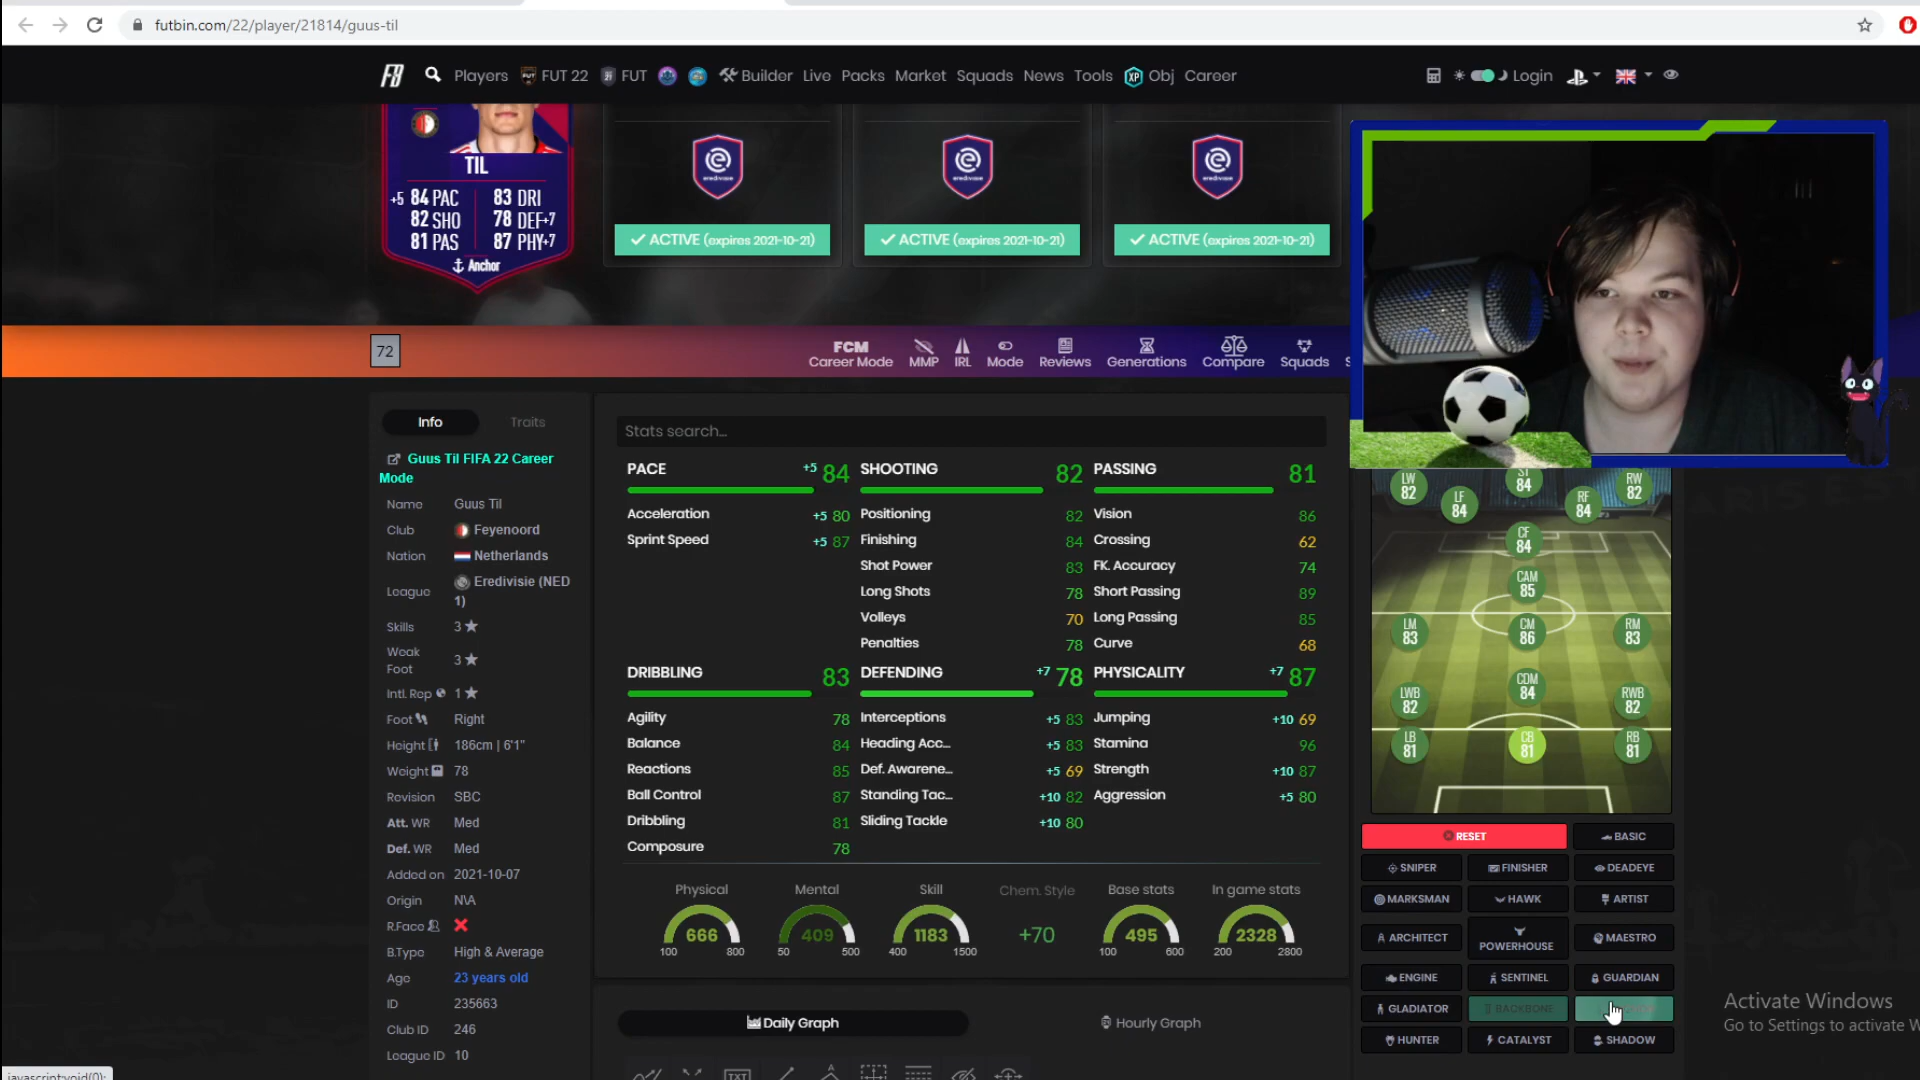 futbin.com/22/player/21814/guus-til
Players FUT 22 FUT Builder Live Packs Market Squads News Tools XP Obj Career Login
TIL
+5 84 PAC 83 DRI
82 SHO 78 DEF+7
81 PAS 87 PHY+7
Anchor
eredivisie eredivisie eredivisie
ACTIVE (expires 2021-10-21) ACTIVE (expires 2021-10-21) ACTIVE (expires 2021-10-21)
72
FCM
Career Mode MMP IRL Mode Reviews Generations Compare Squads S
Info Traits
Guus Til FIFA 22 Career
Mode
Name Guus Til
Club Feyenoord
Nation Netherlands
League Eredivisie (NED
1)
Skills 3
Weak
Foot 3
Intl. Rep 1
Foot Right
Height 186cm | 6'1"
Weight 78
Revision SBC
Att. WR Med
Def. WR Med
Added on 2021-10-07
Origin N\A
R.Face
B.Type High & Average
Age 23 years old
ID 235663
Club ID 246
League ID 10
Stats search...
PACE +5 84 SHOOTING 82 PASSING 81
Acceleration +5 80 Positioning 82 Vision 86
Sprint Speed +5 87 Finishing 84 Crossing 62
Shot Power 83 FK. Accuracy 74
Long Shots 78 Short Passing 89
Volleys 70 Long Passing 85
Penalties 78 Curve 68
DRIBBLING 83 DEFENDING +7 78 PHYSICALITY +7 87
Agility 78 Interceptions +5 83 Jumping +10 69
Balance 84 Heading Acc... +5 83 Stamina 96
Reactions 85 Def. Awarene... +5 69 Strength +10 87
Ball Control 87 Standing Tac... +10 82 Aggression +5 80
Dribbling 81 Sliding Tackle +10 80
Composure 78
Physical Mental Skill Chem. Style Base stats In game stats
666 409 1183 +70 495 2328
100 800 50 500 400 1500 100 600 200 2800
Daily Graph Hourly Graph
TXT
LW
82
LF
84
ST
84
RF
84
RW
82
CF
84
CAM
85
LM
83
CM
86
RM
83
LWB
82
CDM
84
RWB
82
LB
81
CB
81
RB
81
RESET BASIC
SNIPER FINISHER DEADEYE
MARKSMAN HAWK ARTIST
ARCHITECT POWERHOUSE MAESTRO
ENGINE SENTINEL GUARDIAN
GLADIATOR BACKBONE
HUNTER CATALYST SHADOW
Activate Windows
Go to Settings to activate W
javascript:void(0);